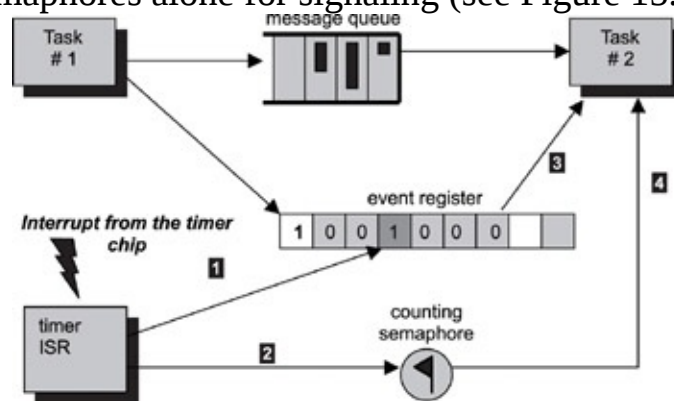 maphores alone for signaling (see Figure 15.
message queue
Task
# 1
Task
# 2
3
4
event register
1 0 0 1 0 0 0
Interrupt from the timer
chip
1
timer
ISR
2
counting
semaphore